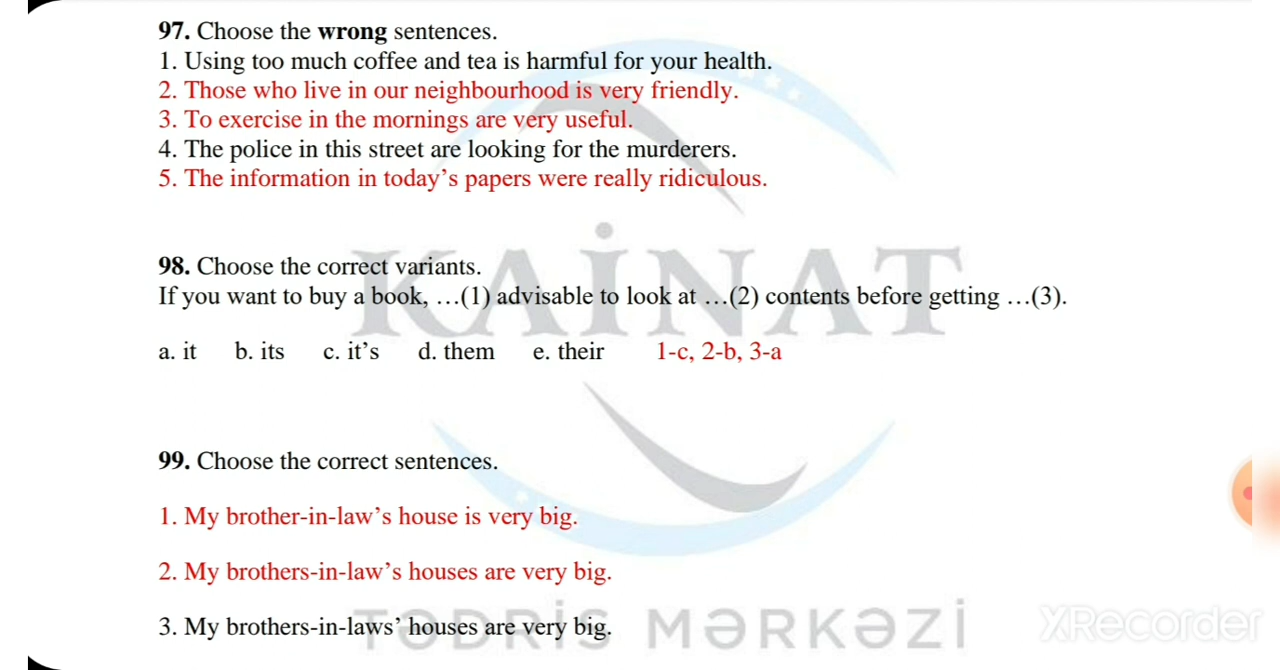 97. Choose the wrong sentences.
1. Using too much coffee and tea is harmful for your health.
2. Those who live in our neighbourhood is very friendly.
3. To exercise in the mornings are very useful.
4. The police in this street are looking for the murderers.
5. The information in today’s papers were really ridiculous.
KAİNAT
98. Choose the correct variants.
If you want to buy a book, …(1) advisable to look at …(2) contents before getting …(3).
a. it b. its c. it’s d. them e. their 1-c, 2-b, 3-a
99. Choose the correct sentences.
1. My brother-in-law’s house is very big.
2. My brothers-in-law’s houses are very big.
3. My brothers-in-laws’ houses are very big.
TƏDRİS MƏRKƏZİ
XRecorder